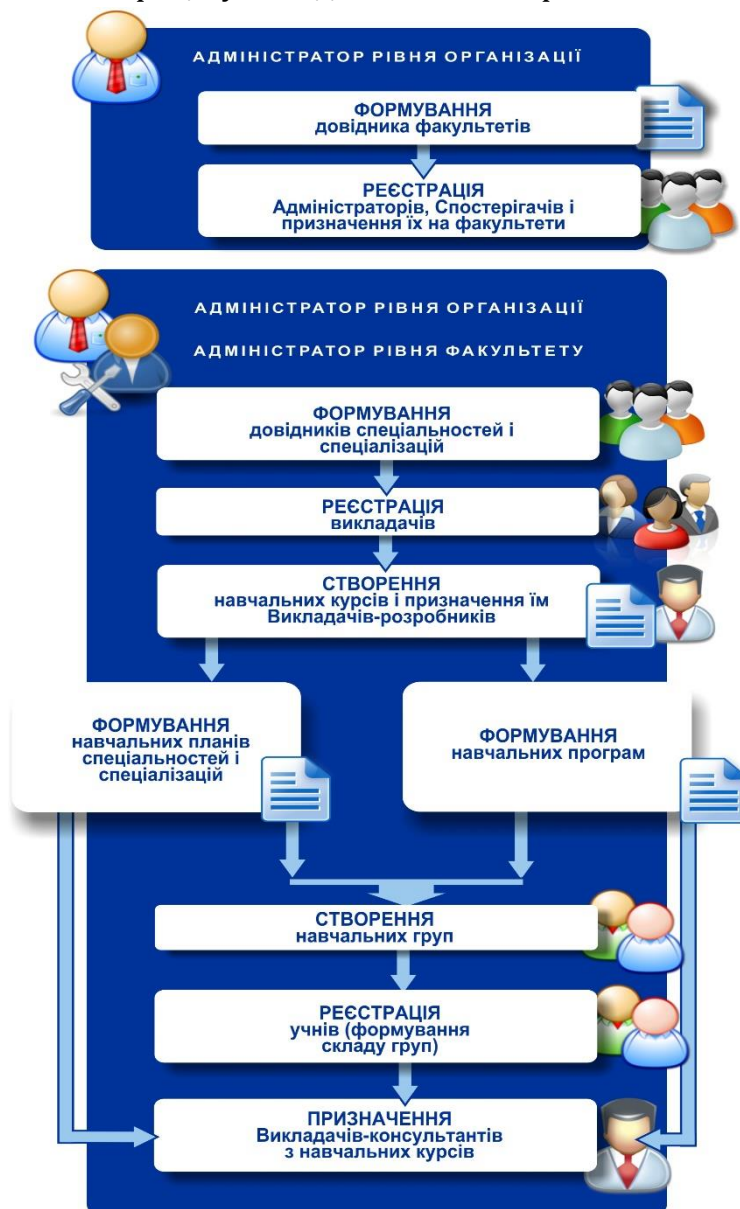 АДМІНІСТРАТОР РІВНЯ ОРГАНІЗАЦІЇ
ФОРМУВАННЯ
довідника факультетів
РЕЄСТРАЦІЯ
Адміністраторів, Спостерігачів і
призначення їх на факультети
АДМІНІСТРАТОР РІВНЯ ОРГАНІЗАЦІЇ
АДМІНІСТРАТОР РІВНЯ ФАКУЛЬТЕТУ
ФОРМУВАННЯ
довідників спеціальностей і
спеціалізацій
РЕЄСТРАЦІЯ
викладачів
СТВОРЕННЯ
навчальних курсів і призначення їм
Викладачів-розробників
ФОРМУВАННЯ
навчальних планів
спеціальностей і
спеціалізацій
ФОРМУВАННЯ
навчальних програм
СТВОРЕННЯ
навчальних груп
РЕЄСТРАЦІЯ
учнів (формування
складу груп)
ПРИЗНАЧЕННЯ
Викладачів-консультантів
з навчальних курсів